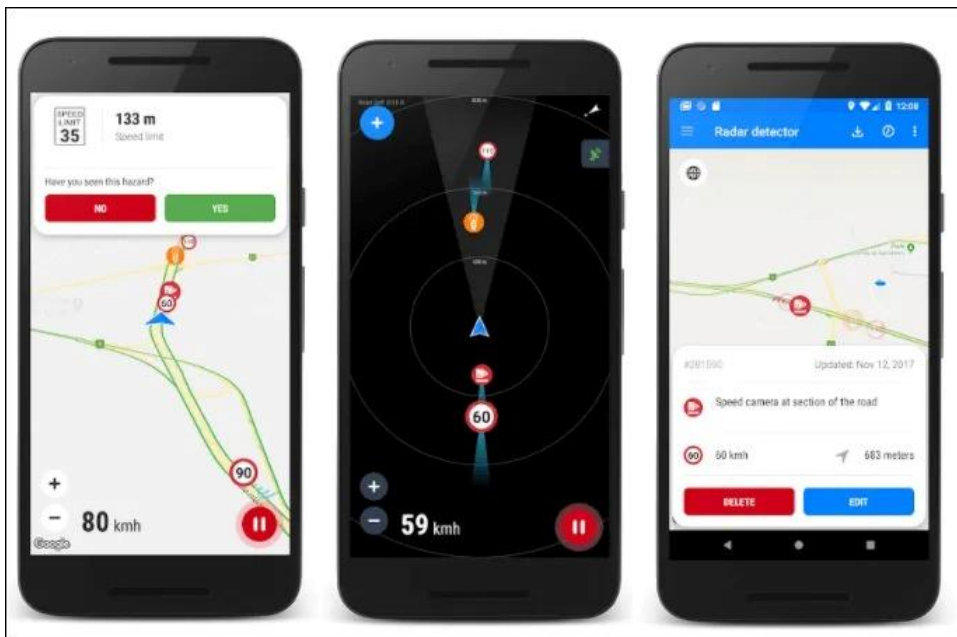 SPEED
LIMIT
35
133 m
Speed limit
Have you seen this hazard?
NO
YES
60
90
80 kmh
Google
60
59 kmh
12:08
Radar detector
#281590
Updated: Nov 12, 2017
Speed camera at section of the road
60
60 kmh
683 meters
DELETE
EDIT